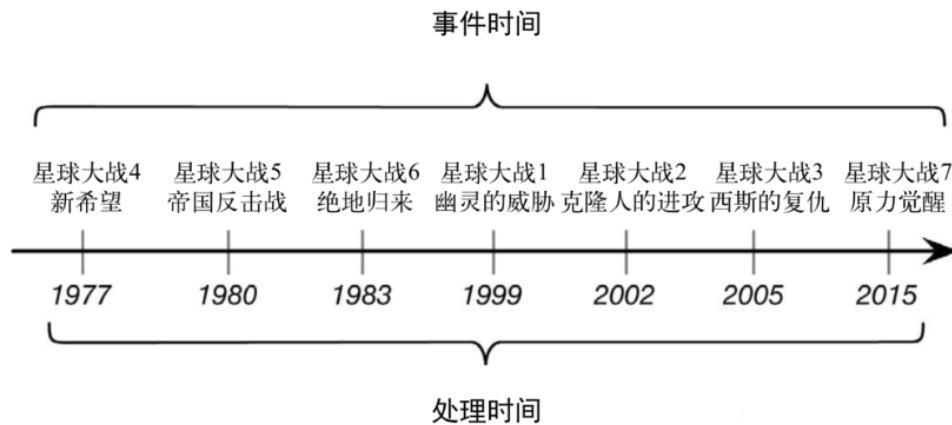 事件时间
星球大战4 星球大战5 星球大战6 星球大战1 星球大战2 星球大战3 星球大战7
新希望 帝国反击战 绝地归来 幽灵的威胁 克隆人的进攻 西斯的复仇 原力觉醒
1977 1980 1983 1999 2002 2005 2015
处理时间